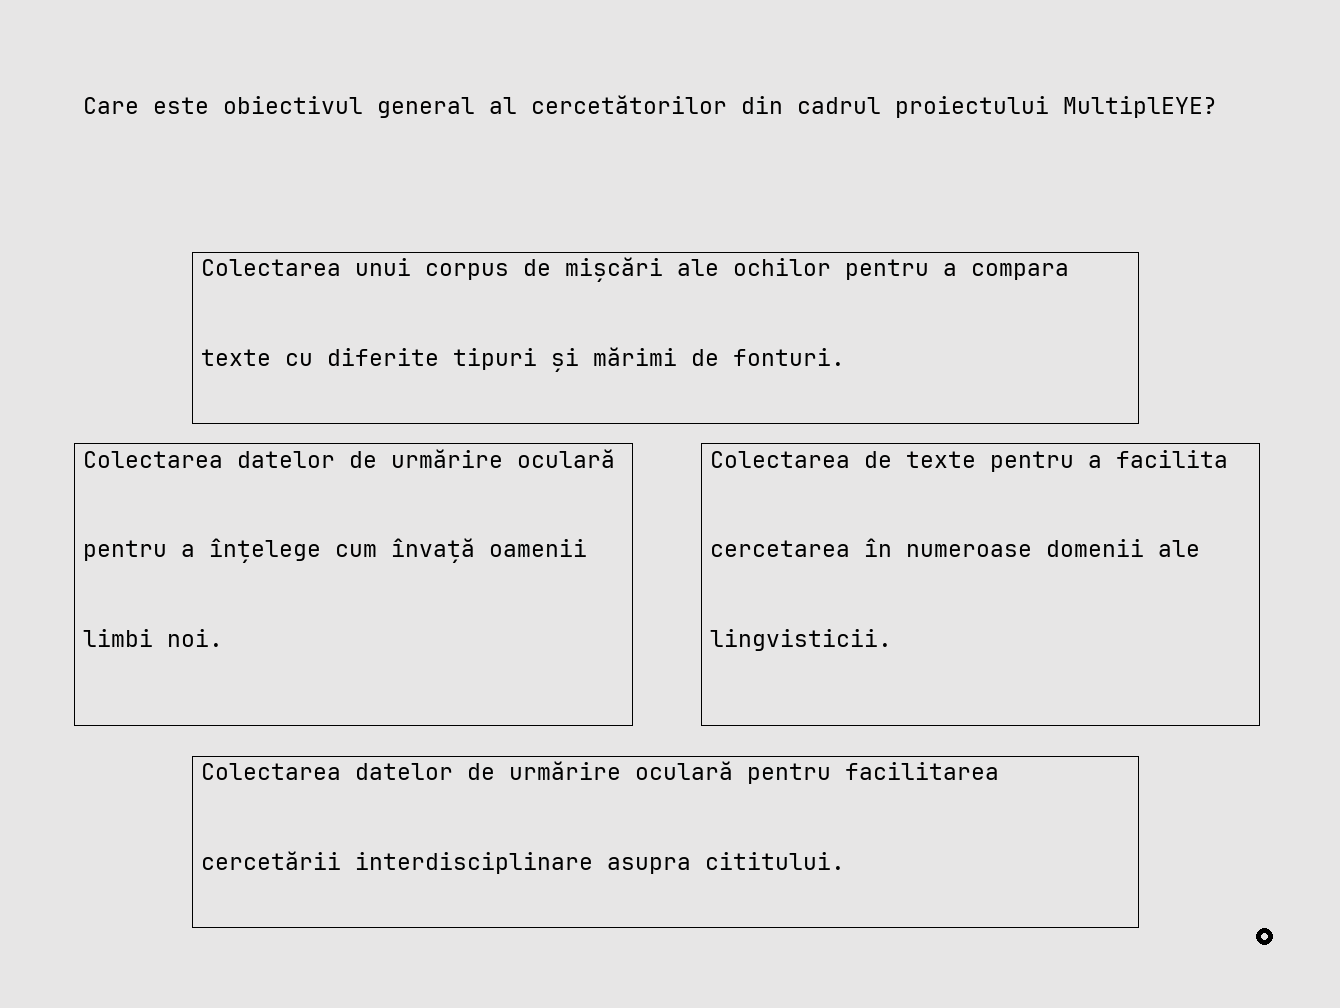 Care este obiectivul general al cercetătorilor din cadrul proiectului MultiplEYE?
Colectarea unui corpus de mișcări ale ochilor pentru a compara
texte cu diferite tipuri și mărimi de fonturi.
Colectarea datelor de urmărire oculară
pentru a înțelege cum învață oamenii
limbi noi.
Colectarea de texte pentru a facilita
cercetarea în numeroase domenii ale
lingvisticii.
Colectarea datelor de urmărire oculară pentru facilitarea
cercetării interdisciplinare asupra cititului.